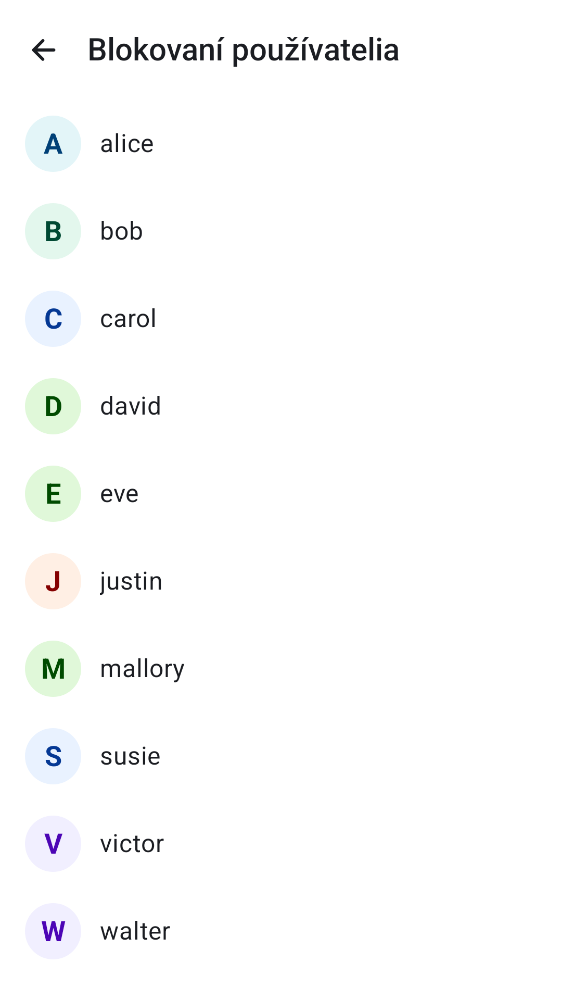 Blokovaní používatelia
A alice
B bob
C carol
D david
E eve
J justin
M mallory
S susie
V victor
W walter